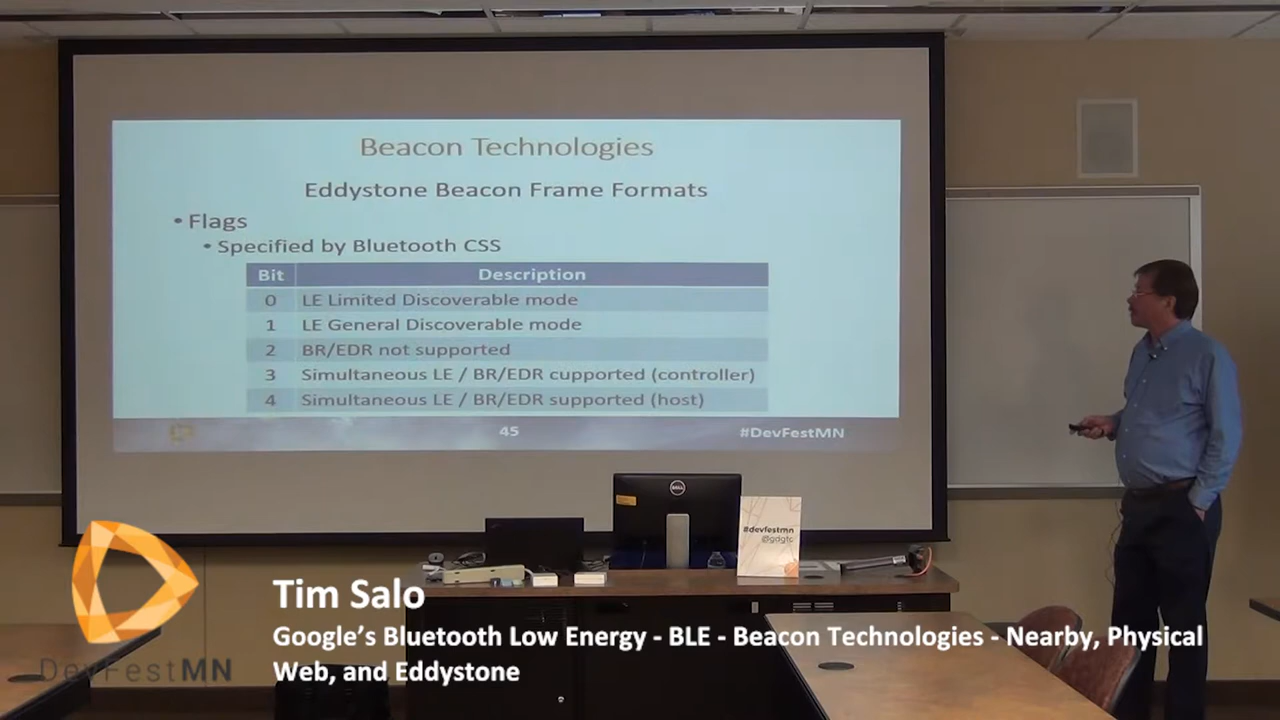 Beacon Technologies
Eddystone Beacon Frame Formats
• Flags
• Specified by Bluetooth CSS
Bit Description
0 LE Limited Discoverable mode
1 LE General Discoverable mode
2 BR/EDR not supported
3 Simultaneous LE / BR/EDR cupported (controller)
4 Simultaneous LE / BR/EDR supported (host)
45 #DevFestMN
DELL
#devfestmn
@gdgtc
Tim Salo
Google's Bluetooth Low Energy - BLE - Beacon Technologies - Nearby, Physical
Web, and Eddystone
DevFestMN